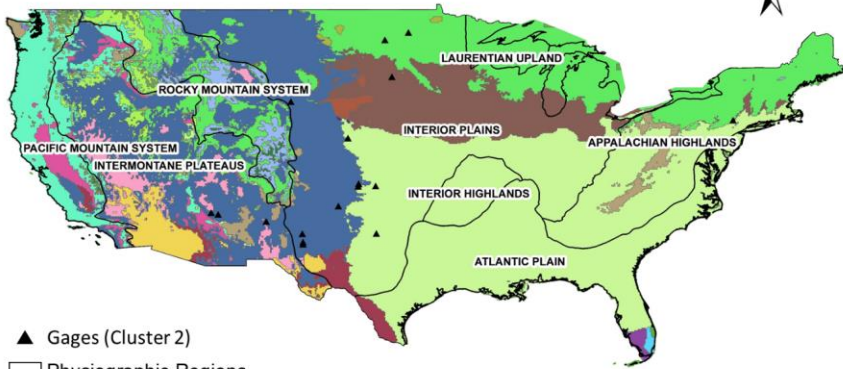 LAURENTIAN UPLAND
ROCKY MOUNTAIN SYSTEM
INTERIOR PLAINS
APPALACHIAN HIGHLANDS
PACIFIC MOUNTAIN SYSTEM
INTERMONTANE PLATEAUS
INTERIOR HIGHLANDS
ATLANTIC PLAIN
Gages (Cluster 2)
Physiographic Regions